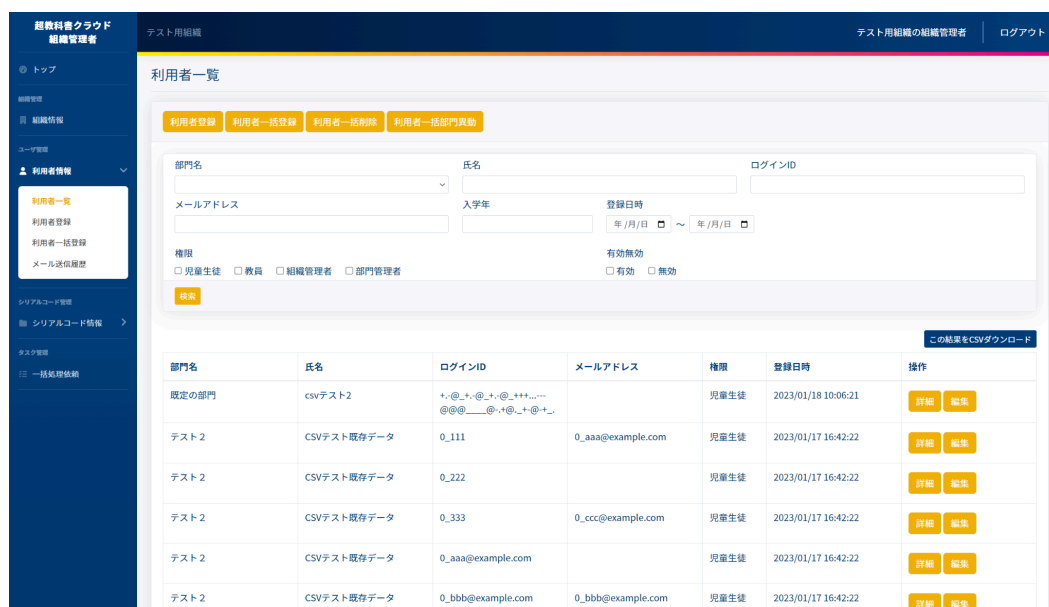 超教科書クラウド
組織管理者
テスト用組織
テスト用組織の組織管理者
ログアウト
トップ
組織管理
組織情報
ユーザ管理
利用者情報
利用者一覧
利用者登録
利用者一括登録
メール送信履歴
シリアルコード管理
シリアルコード情報
タスク管理
一括処理依頼
利用者一覧
利用者登録 利用者一括登録 利用者一括削除 利用者一括部門異動
部門名 氏名 ログインID
メールアドレス 入学年 登録日時
年 /月/日 ～ 年 /月/日
権限 有効無効
児童生徒 教員 組織管理者 部門管理者 有効 無効
検索
この結果をCSVダウンロード
部門名 氏名 ログインID メールアドレス 権限 登録日時 操作
既定の部門 csvテスト2 児童生徒 2023/01/18 10:06:21 詳細 編集
テスト２ CSVテスト既存データ 0_111 0_aaa@example.com 児童生徒 2023/01/17 16:42:22 詳細 編集
テスト２ CSVテスト既存データ 0_222 児童生徒 2023/01/17 16:42:22 詳細 編集
テスト２ CSVテスト既存データ 0_333 0_ccc@example.com 児童生徒 2023/01/17 16:42:22 詳細 編集
テスト２ CSVテスト既存データ 0_aaa@example.com 児童生徒 2023/01/17 16:42:22 詳細 編集
テスト２ CSVテスト既存データ 0_bbb@example.com 0_bbb@example.com 児童生徒 2023/01/17 16:42:22 詳細 編集